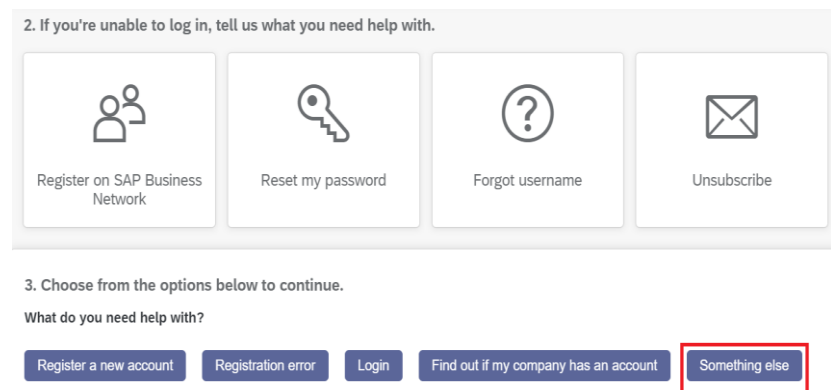 2. If you're unable to log in, tell us what you need help with.
Register on SAP Business
Network
Reset my password
Forgot username
Unsubscribe
3. Choose from the options below to continue.
What do you need help with?
Register a new account
Registration error
Login
Find out if my company has an account
Something else